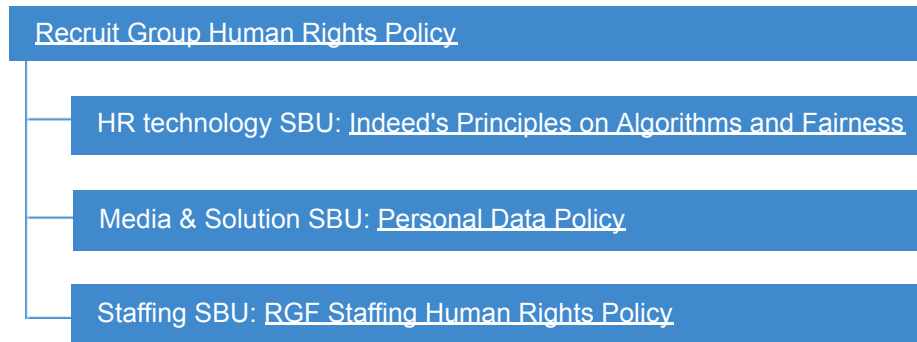 Recruit Group Human Rights Policy
HR technology SBU: Indeed's Principles on Algorithms and Fairness
Media & Solution SBU: Personal Data Policy
Staffing SBU: RGF Staffing Human Rights Policy